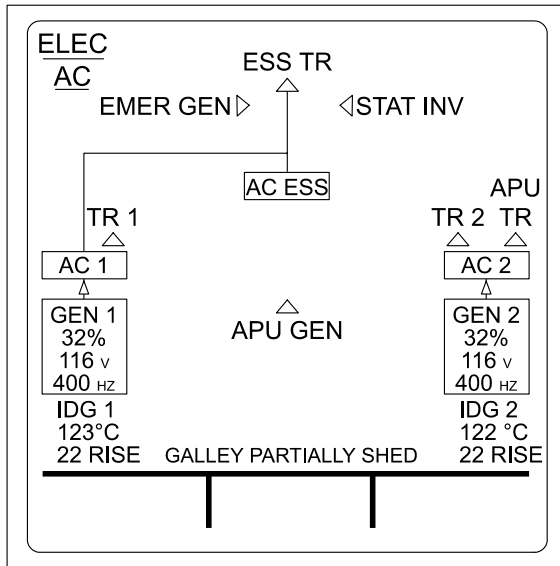 ELEC
AC
ESS TR
EMER GEN STAT INV
AC ESS
APU
TR 1 TR 2 TR
AC 1 AC 2
GEN 1
32%
116 V
400 HZ
APU GEN
GEN 2
32%
116 V
400 HZ
IDG 1
123°C
22 RISE
IDG 2
122 °C
22 RISE
GALLEY PARTIALLY SHED